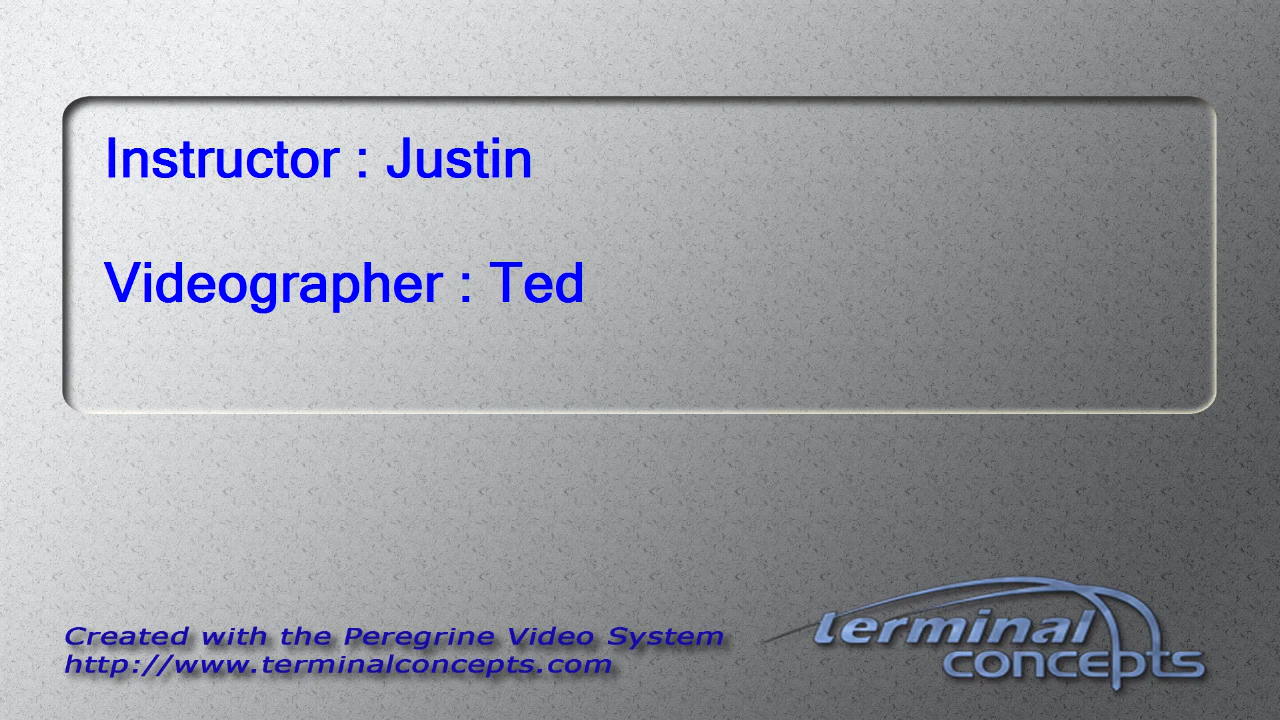 Instructor : Justin
Videographer : Ted
Created with the Peregrine Video System
http://www.terminalconcepts.com
terminal
concepts